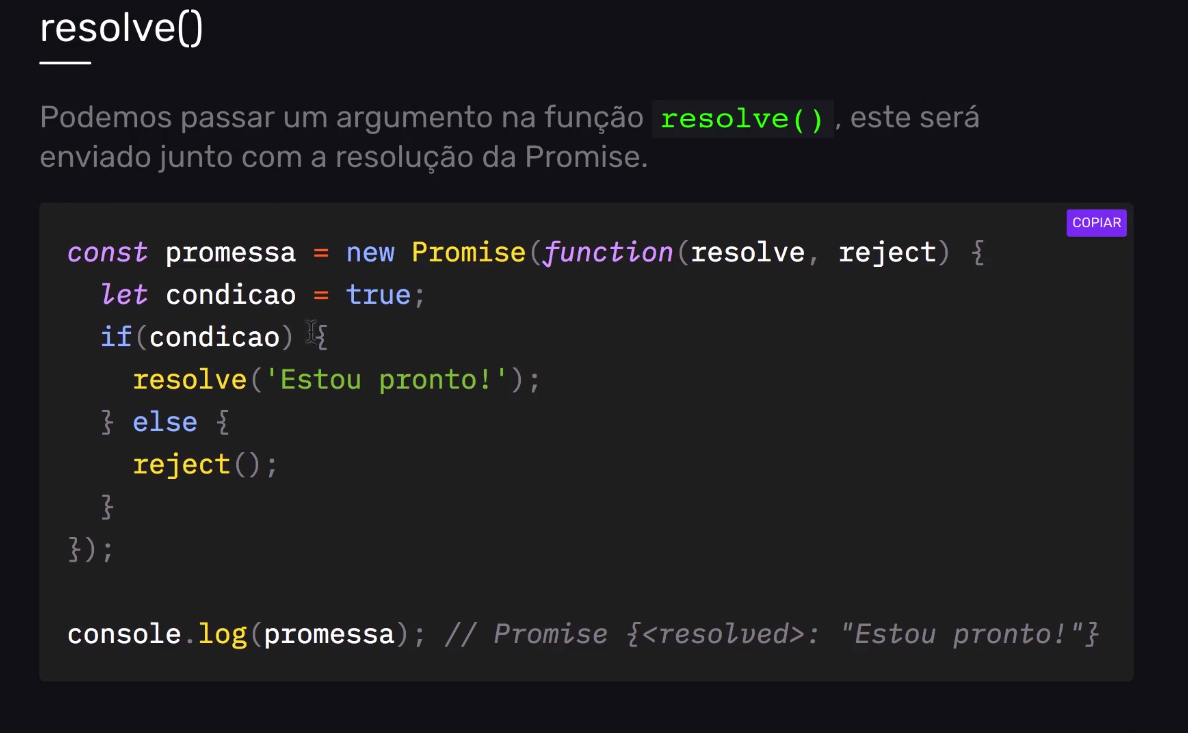 resolve()
Podemos passar um argumento na função resolve(), este será
enviado junto com a resolução da Promise.
COPIAR
const promessa = new Promise(function(resolve, reject) {
  let condicao = true;
  if(condicao) {
    resolve('Estou pronto!');
  } else {
    reject();
  }
});
console.log(promessa); // Promise {<resolved>: "Estou pronto!"}